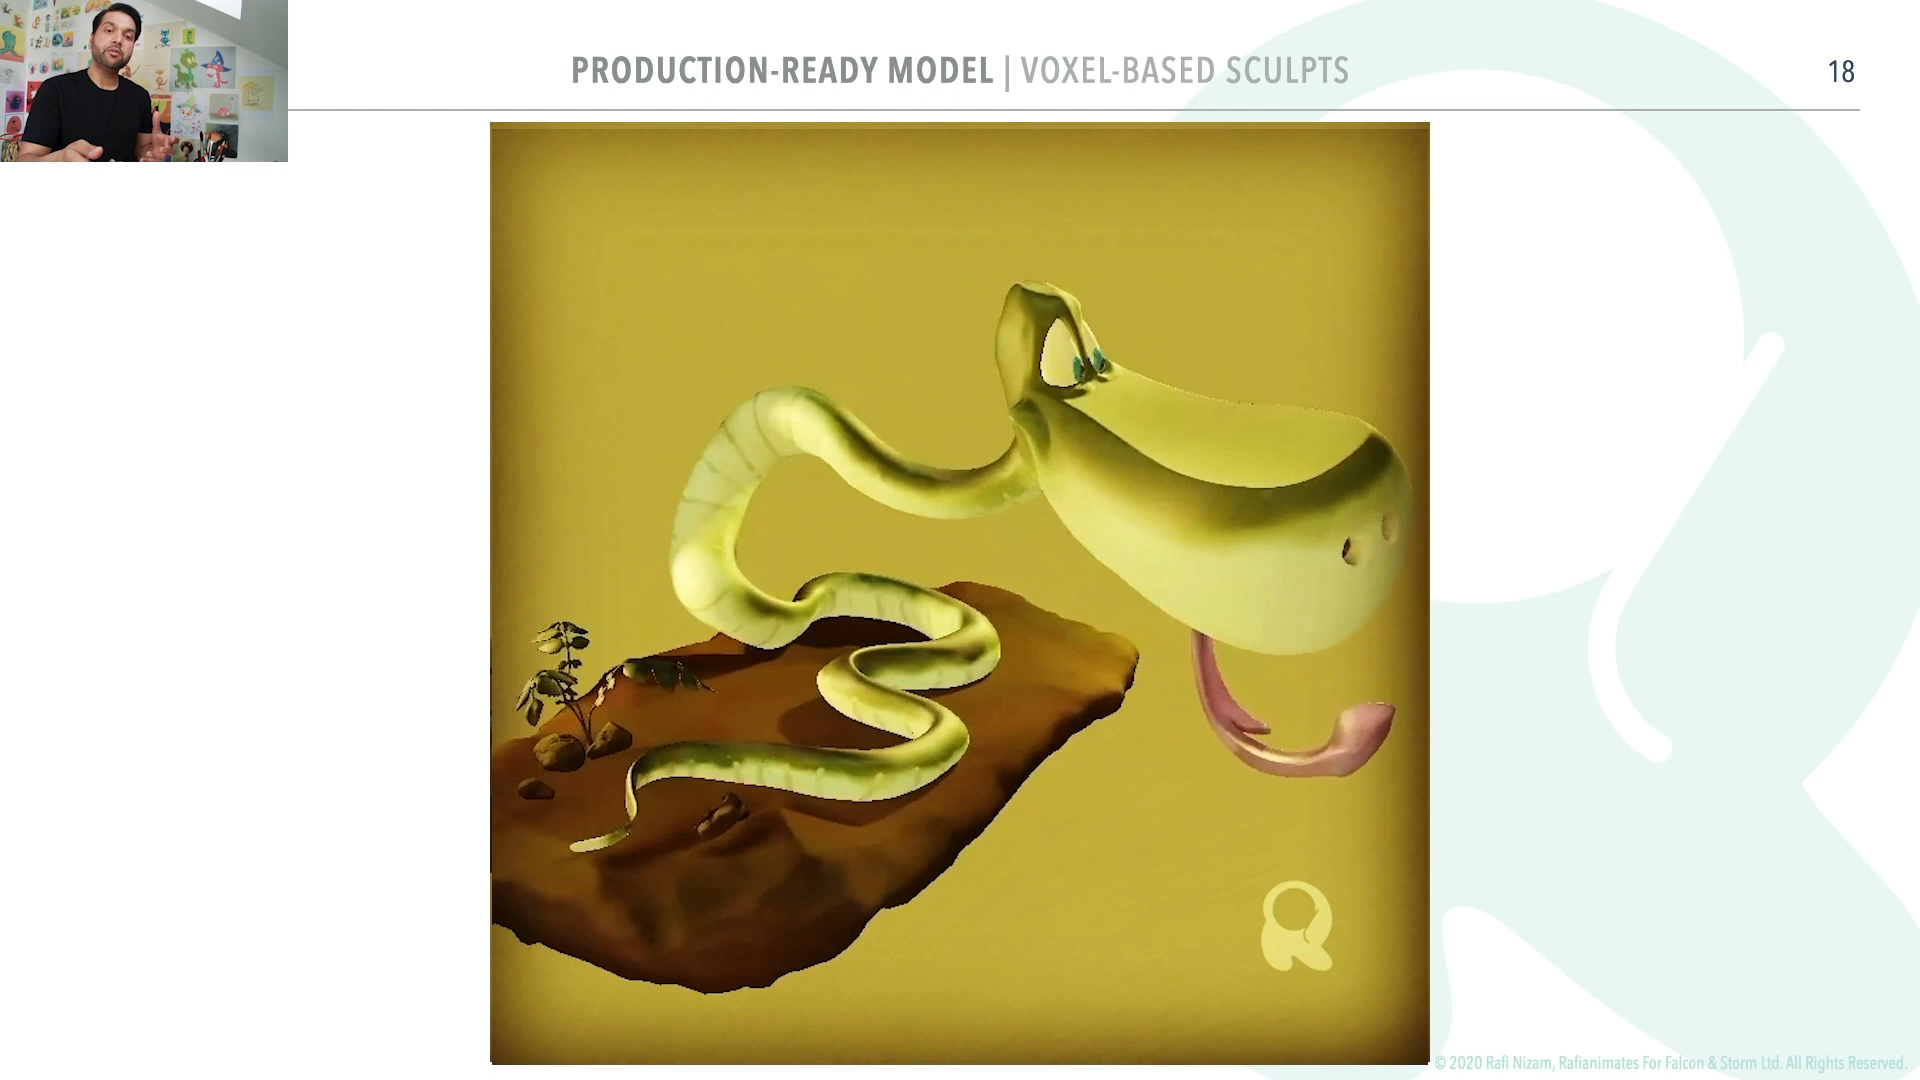 PRODUCTION-READY MODEL | VOXEL-BASED SCULPTS
18
© 2020 Rafi Nizam, Rafianimates For Falcon & Storm Ltd. All Rights Reserved.